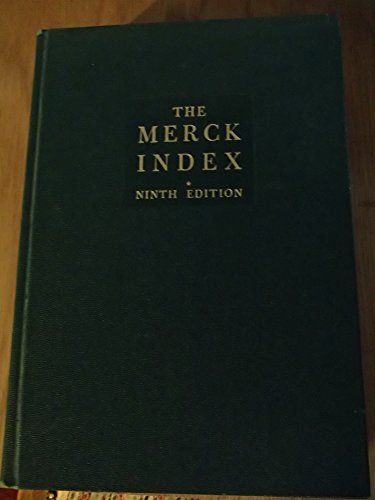 THE
MERCK
INDEX
NINTH EDITION